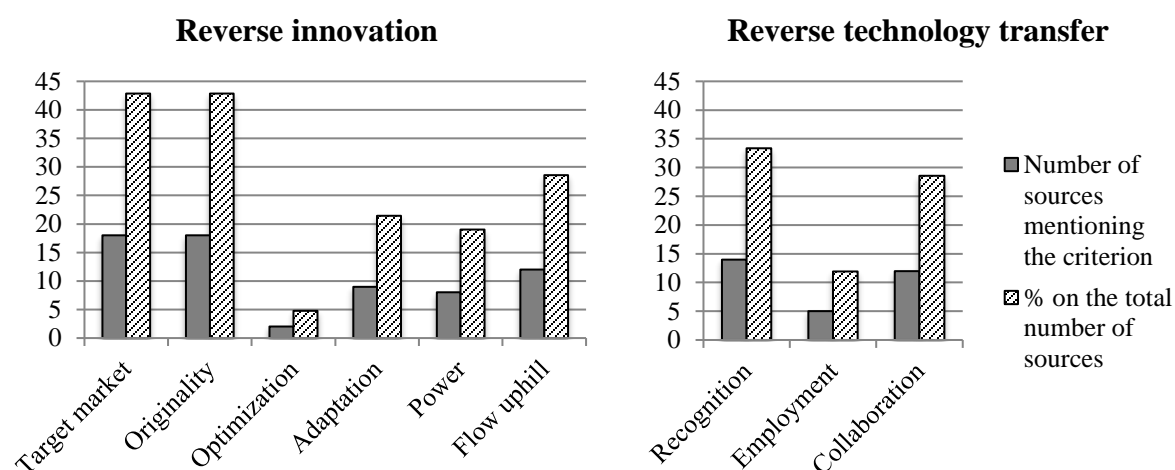 Reverse innovation
45
40
35
30
25
20
15
10
5
0
Target market
Originality
Optimization
Adaptation
Power
Flow uphill
Reverse technology transfer
45
40
35
30
25
20
15
10
5
0
Recognition
Employment
Collaboration
Number of
sources
mentioning
the criterion
% on the total
number of
sources